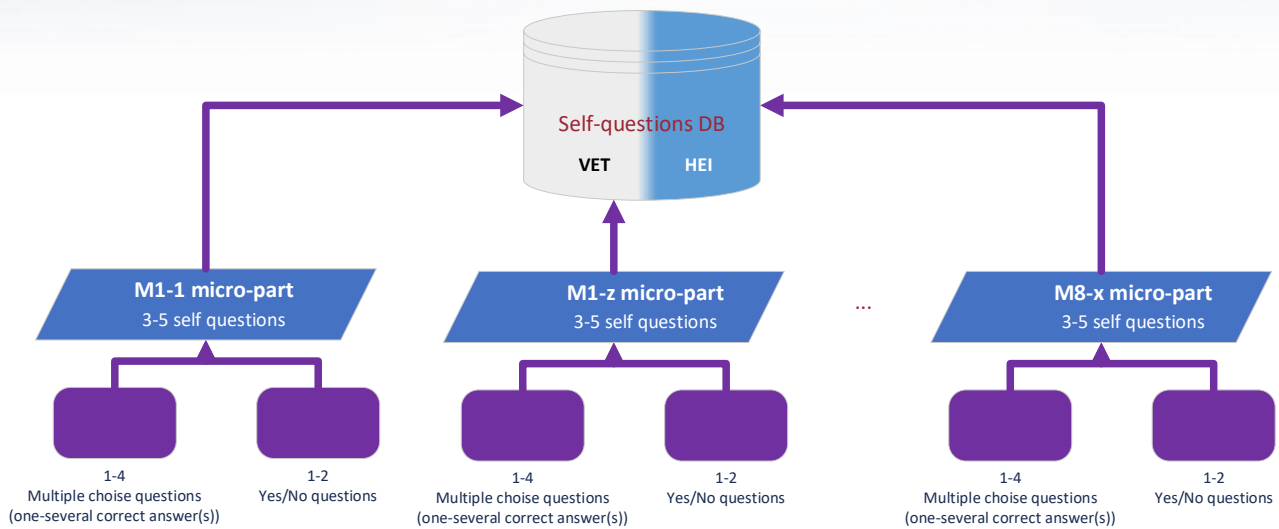 Self-questions DB
VET
HEI
M1-1 micro-part
3-5 self questions
M1-z micro-part
3-5 self questions
...
M8-x micro-part
3-5 self questions
1-4
Multiple choise questions
(one-several correct answer(s))
1-2
Yes/No questions
1-4
Multiple choise questions
(one-several correct answer(s))
1-2
Yes/No questions
1-4
Multiple choise questions
(one-several correct answer(s))
1-2
Yes/No questions